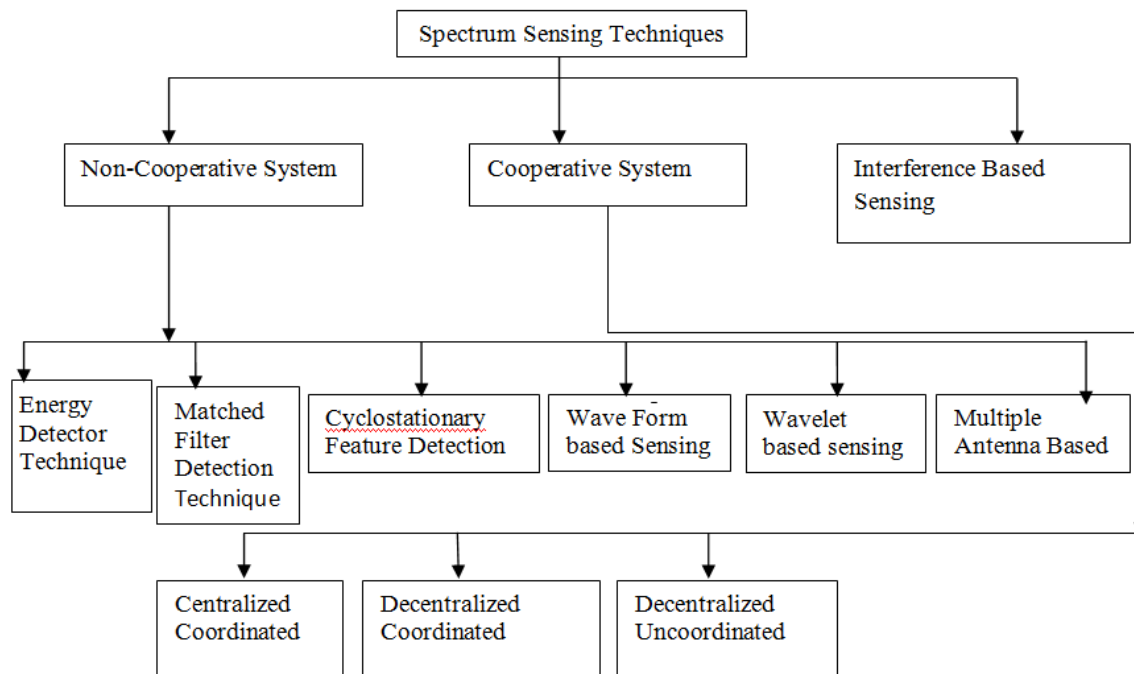 Spectrum Sensing Techniques
Non-Cooperative System
Cooperative System
Interference Based
Sensing
Energy
Detector
Technique
Matched
Filter
Detection
Technique
Cyclostationary
Feature Detection
Wave Form
based Sensing
Wavelet
based sensing
Multiple
Antenna Based
Centralized
Coordinated
Decentralized
Coordinated
Decentralized
Uncoordinated